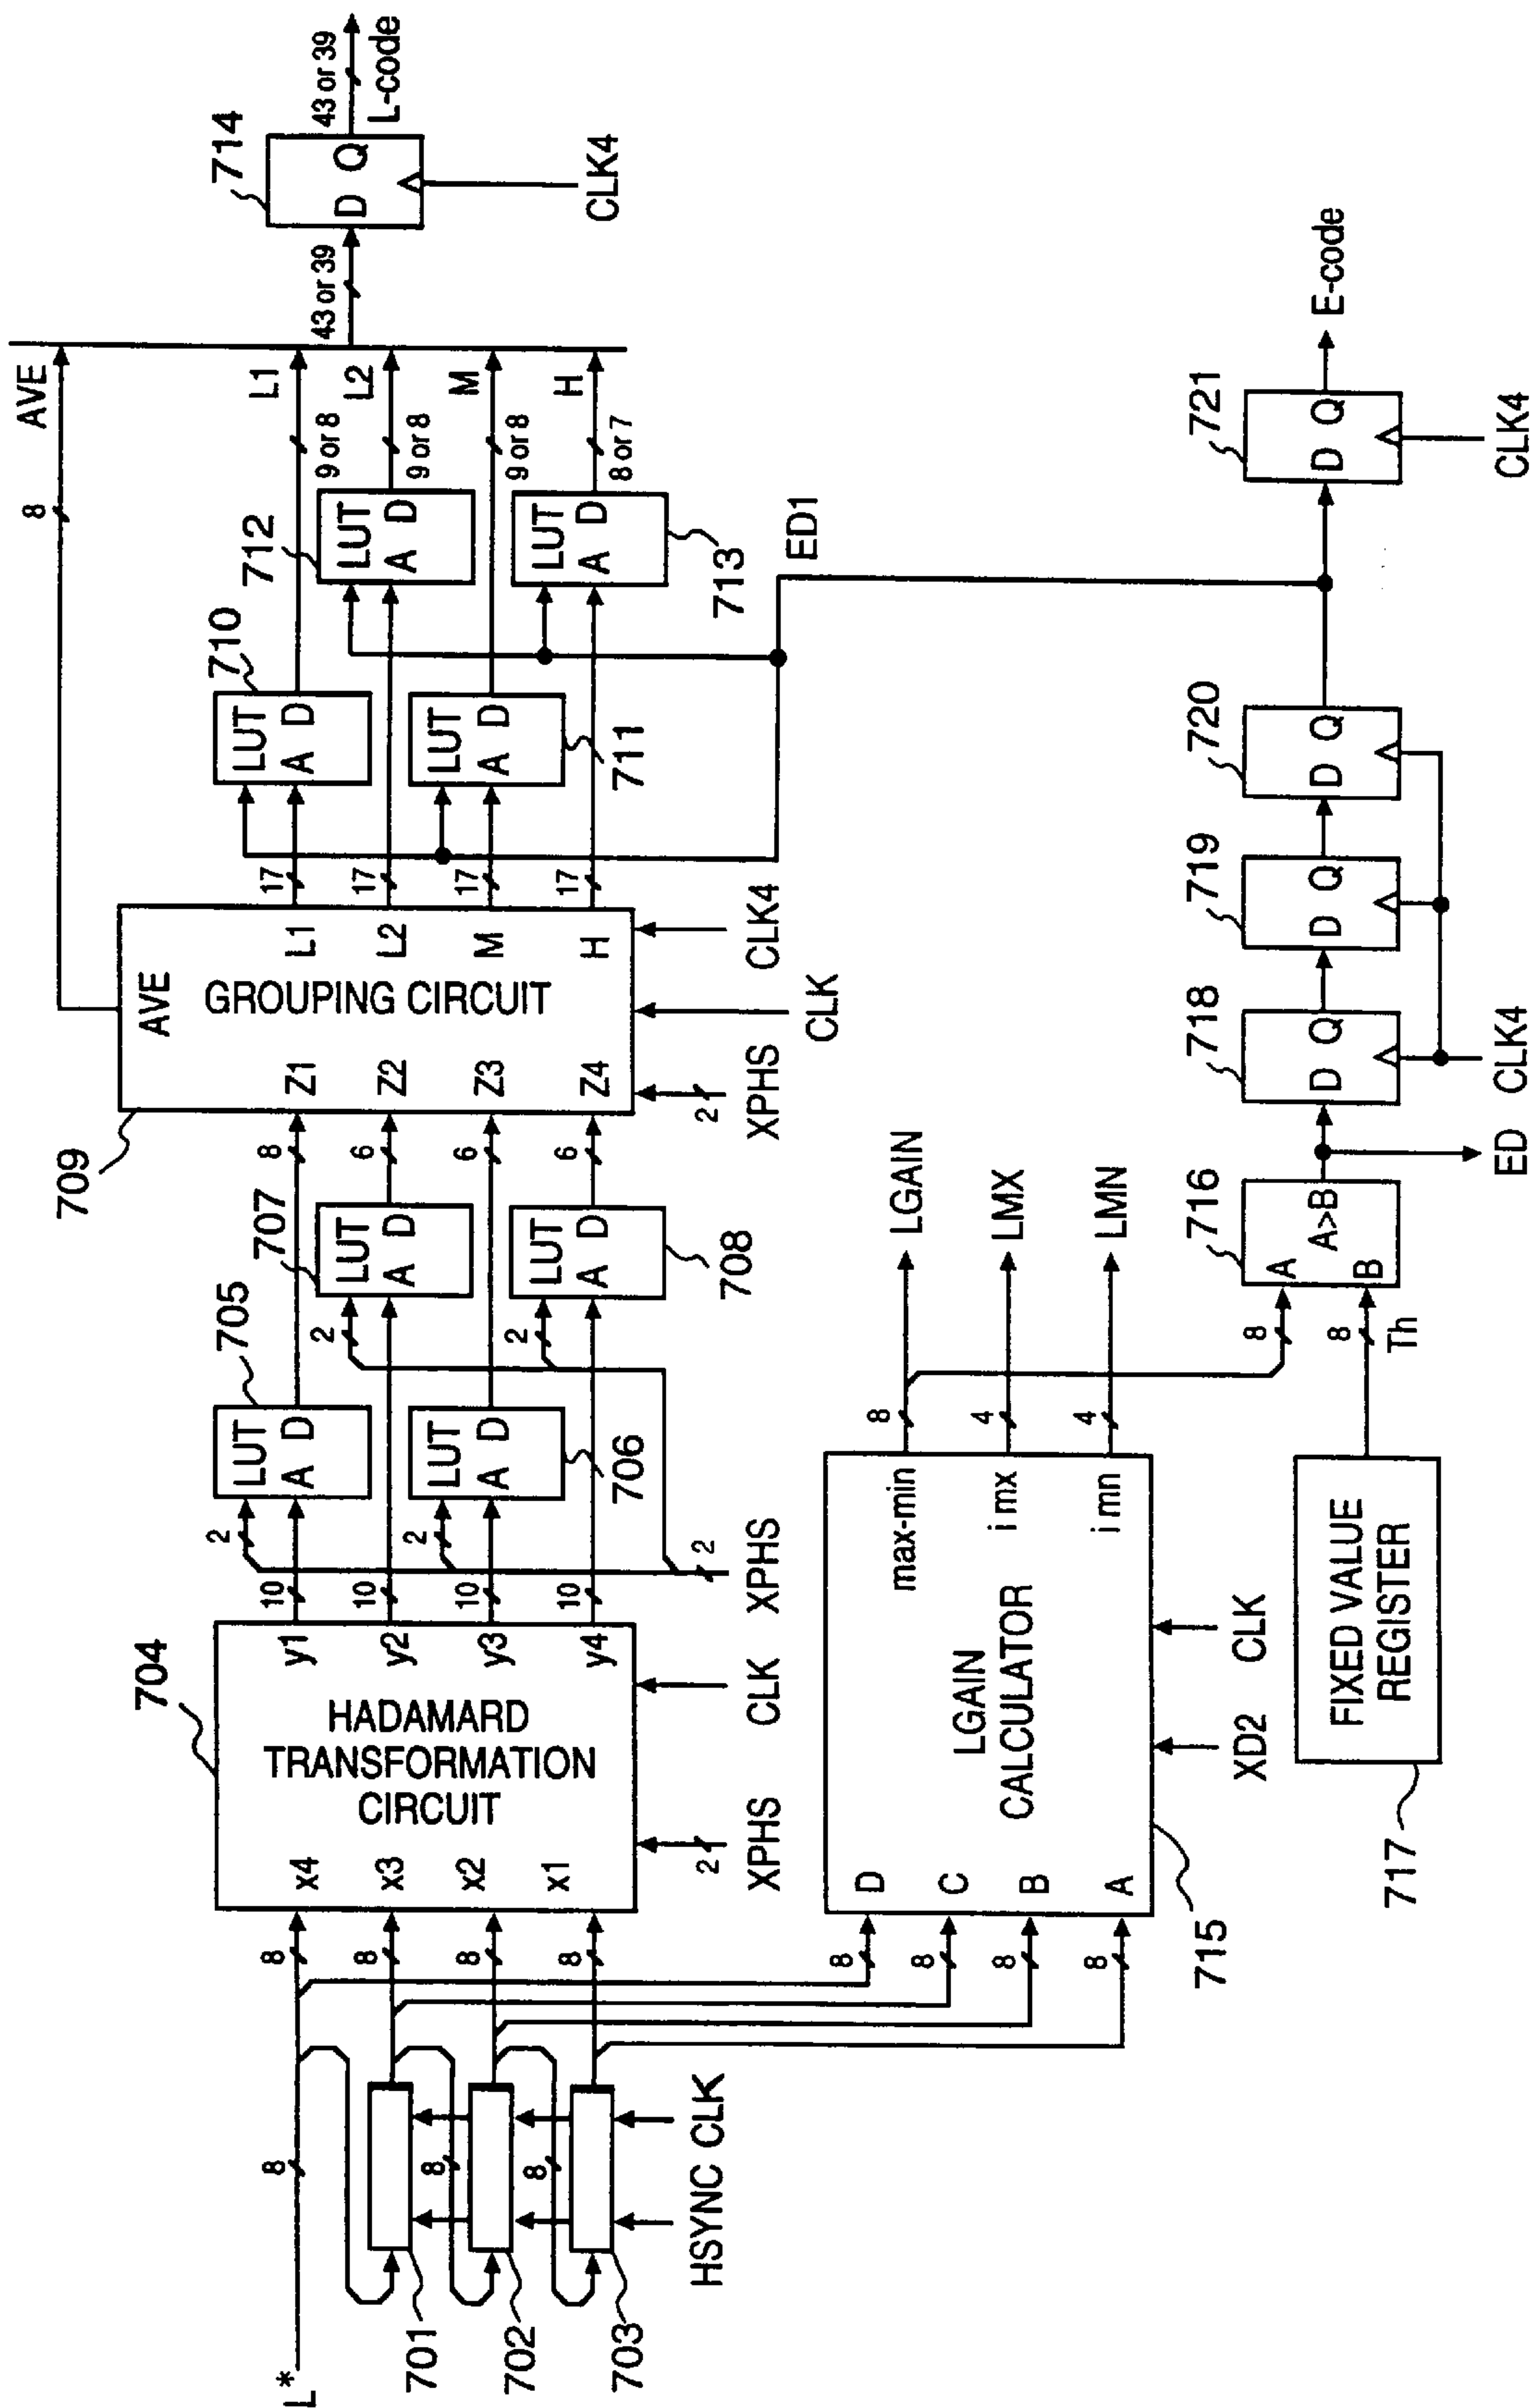 L*
8
701
702
703
8
8
HSYNC CLK
8
8
8
8
704
x4
x3
x2
x1
HADAMARD
TRANSFORMATION
CIRCUIT
y1
y2
y3
y4
2
XPHS
CLK
10
10
10
10
2
2
2
XPHS
705
LUT
A D
LUT
A D
706
2
2
707
LUT
A D
LUT
A D
708
8
6
6
6
709
AVE
Z1
Z2
Z3
Z4
GROUPING CIRCUIT
L1
L2
M
H
2
XPHS
CLK
CLK4
17
17
17
17
710
LUT
A D
LUT
A D
711
712
LUT
A D
LUT
A D
713
ED1
8
AVE
L1
9 or 8
L2
9 or 8
M
9 or 8
H
8 or 7
43 or 39
714
D Q
CLK4
43 or 39
L-code
8
8
8
8
D
C
B
A
LGAIN
CALCULATOR
max-min
i mx
i mn
715
XD2
CLK
8
4
4
LGAIN
LMX
LMN
717
FIXED VALUE
REGISTER
8
8
Th
716
A
B
A>B
ED
718
D Q
CLK4
719
D Q
720
D Q
721
D Q
CLK4
E-code